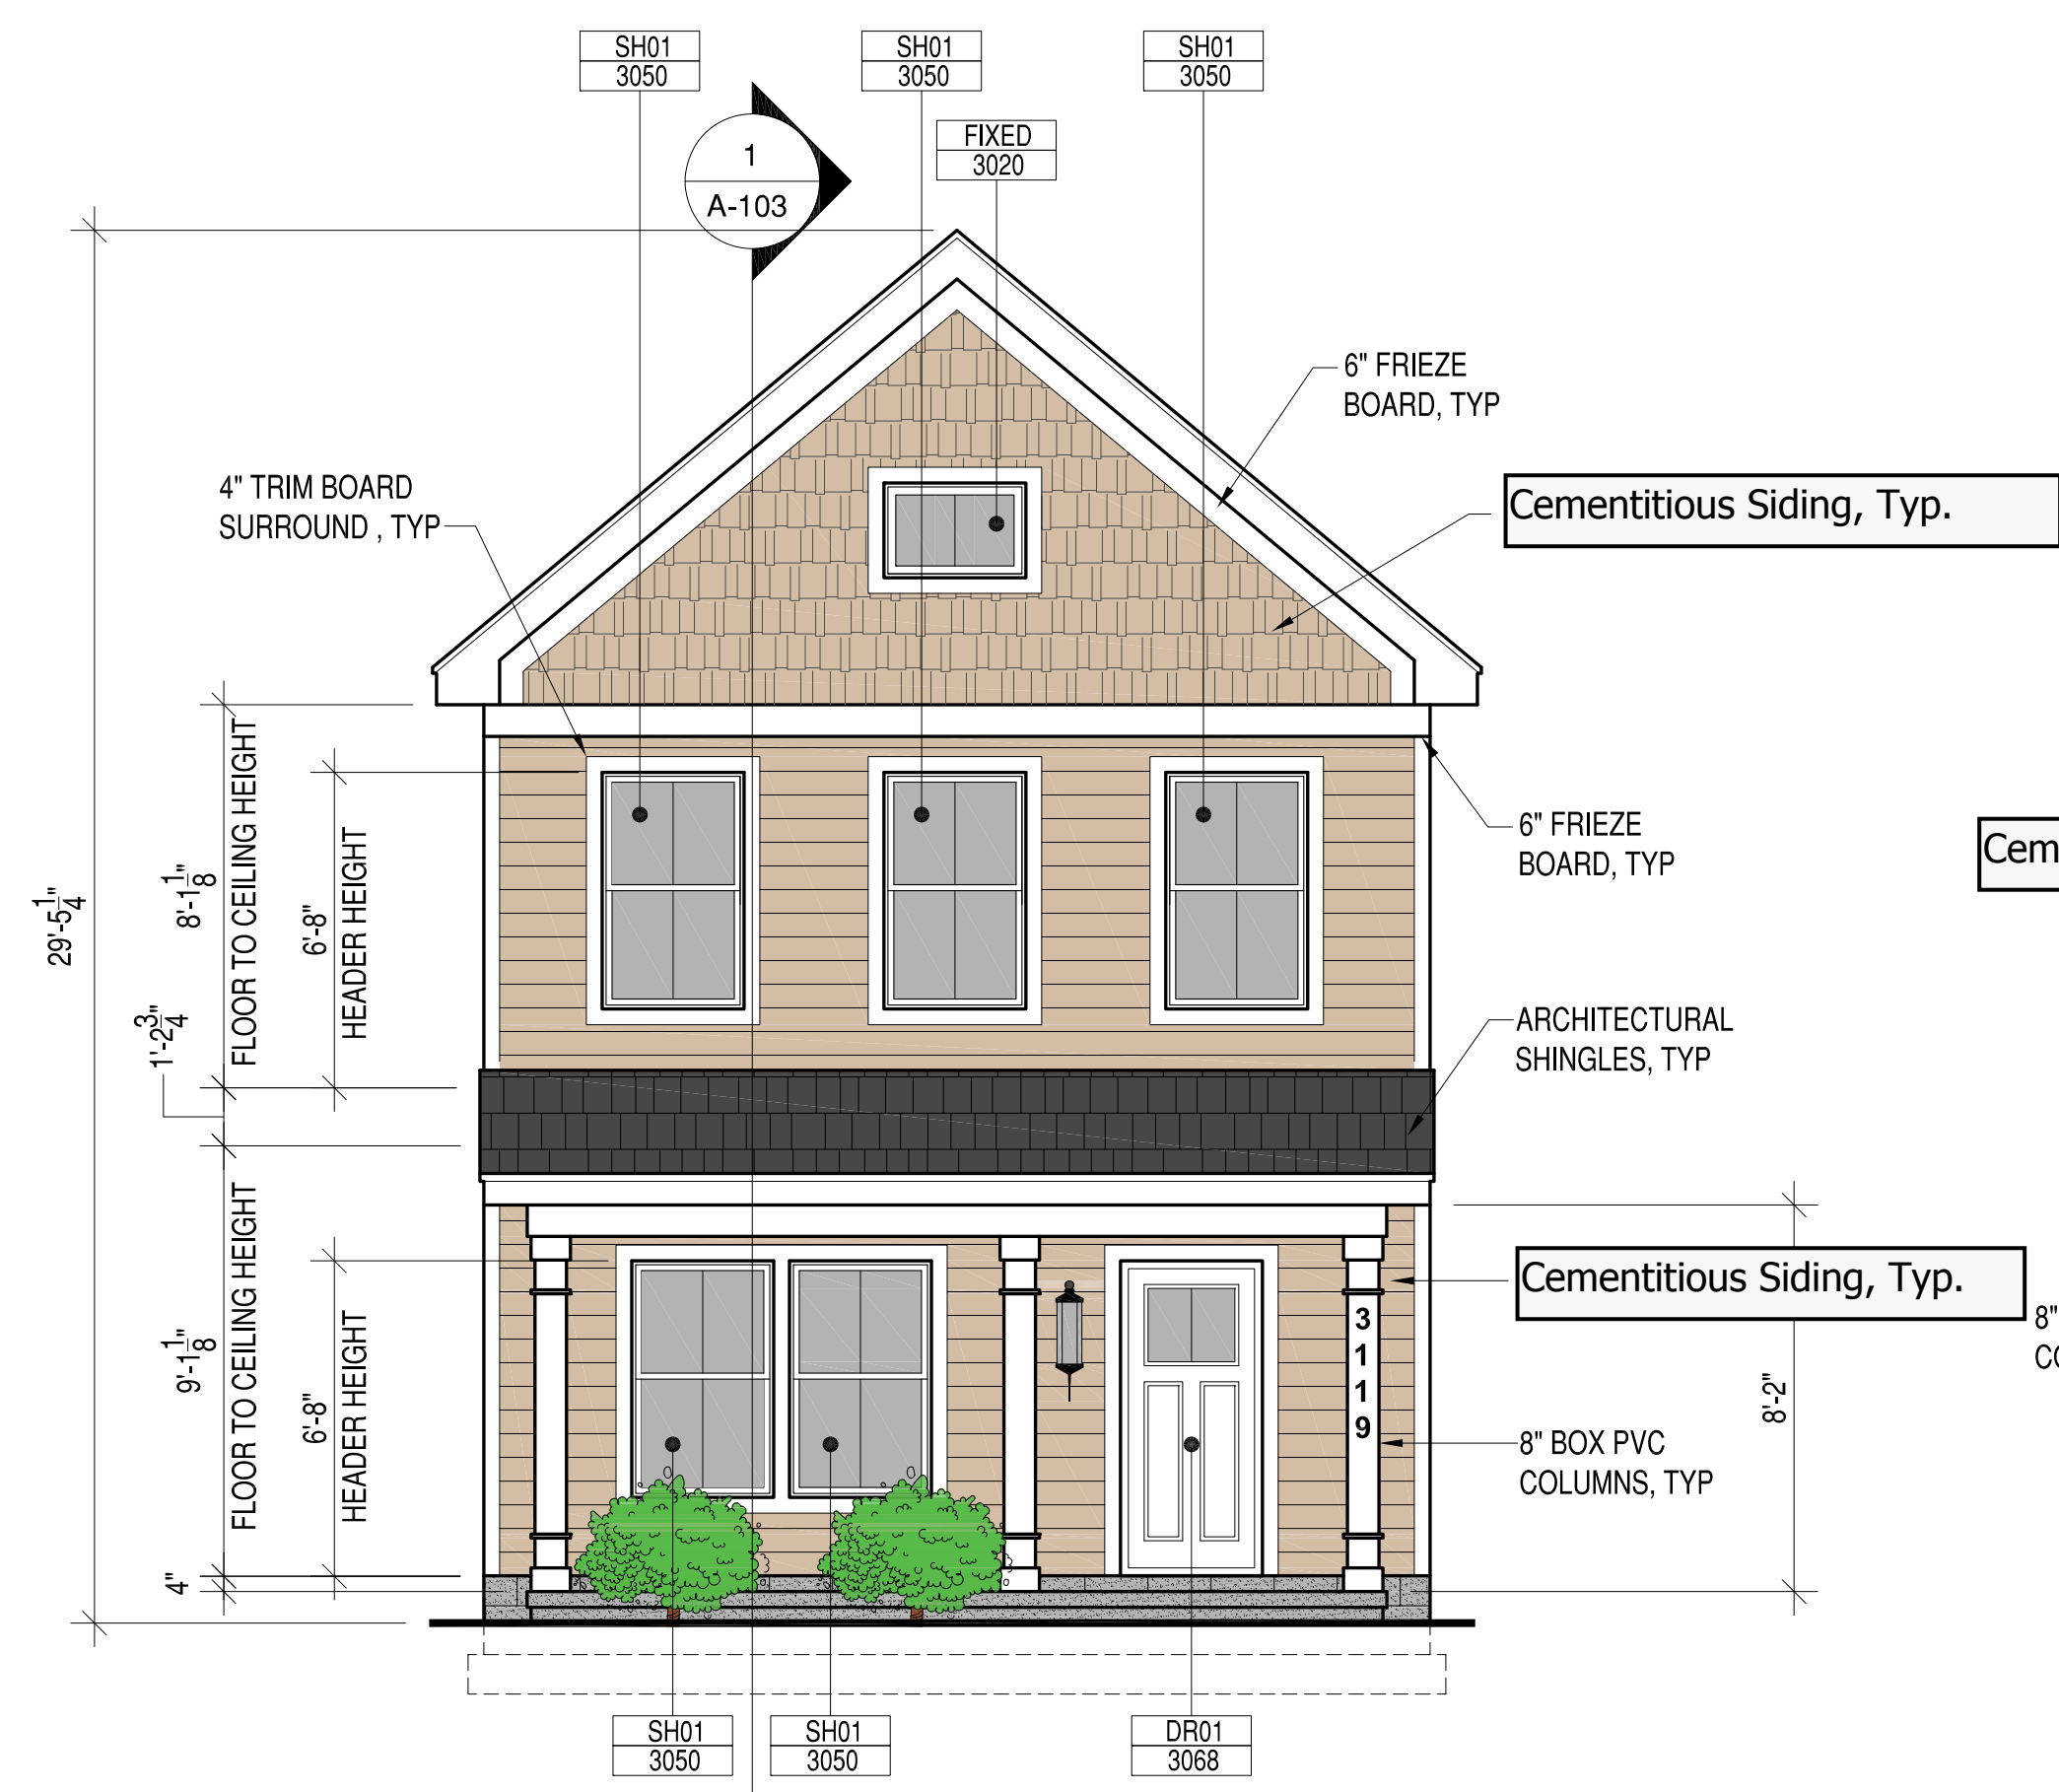 SH01
3050
SH01
3050
SH01
3050
FIXED
3020
1
A-103
6" FRIEZE
BOARD, TYP
4" TRIM BOARD
SURROUND , TYP
Cementitious Siding, Typ.
29'-5 1/4"
8'-1 1/8"
FLOOR TO CEILING HEIGHT
6'-8"
HEADER HEIGHT
6" FRIEZE
BOARD, TYP
Cem
1'-2 3/4"
ARCHITECTURAL
SHINGLES, TYP
9'-1 1/8"
FLOOR TO CEILING HEIGHT
6'-8"
HEADER HEIGHT
Cementitious Siding, Typ.
3
1
1
9
8"
CO
8'-2"
8" BOX PVC
COLUMNS, TYP
4"
SH01
3050
SH01
3050
DR01
3068